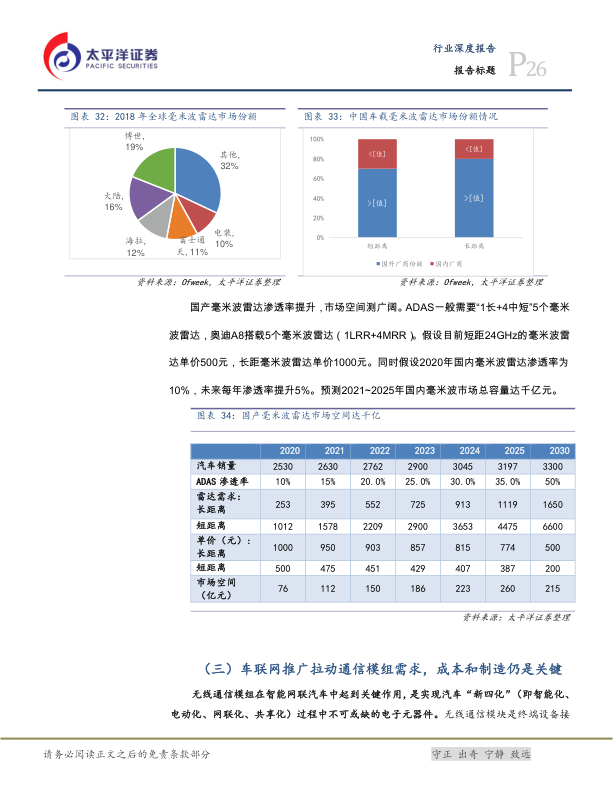 太平洋证券
PACIFIC SECURITIES
行业深度报告
报告标题
P26
图表 32：2018 年全球毫米波雷达市场份额
博世,
19%
其他,
32%
大陆,
16%
电装,
10%
海拉,
12%
富士通
天, 11%
资料来源：Ofweek, 太平洋证券整理
图表 33：中国车载毫米波雷达市场份额情况
100%
80%
60%
40%
20%
0%
<[值]
>[值]
<[值]
>[值]
短距离
长距离
国外厂商份额
国内厂商
资料来源：Ofweek, 太平洋证券整理
国产毫米波雷达渗透率提升，市场空间测广阔。ADAS一般需要“1长+4中短”5个毫米
波雷达，奥迪A8搭载5个毫米波雷达（1LRR+4MRR）。假设目前短距24GHz的毫米波雷
达单价500元，长距毫米波雷达单价1000元。同时假设2020年国内毫米波雷达渗透率为
10%，未来每年渗透率提升5%。预测2021~2025年国内毫米波市场总容量达千亿元。
图表 34：国产毫米波雷达市场空间达千亿
2020 2021 2022 2023 2024 2025 2030
汽车销量 2530 2630 2762 2900 3045 3197 3300
ADAS 渗透率 10% 15% 20.0% 25.0% 30.0% 35.0% 50%
雷达需求：
长距离 253 395 552 725 913 1119 1650
短距离 1012 1578 2209 2900 3653 4475 6600
单价（元）：
长距离 1000 950 903 857 815 774 500
短距离 500 475 451 429 407 387 200
市场空间
（亿元） 76 112 150 186 223 260 215
资料来源：太平洋证券整理
（三）车联网推广拉动通信模组需求，成本和制造仍是关键
无线通信模组在智能网联汽车中起到关键作用，是实现汽车“新四化”（即智能化、
电动化、网联化、共享化）过程中不可或缺的电子元器件。无线通信模块是终端设备接
请务必阅读正文之后的免责条款部分
守正 出奇 宁静 致远